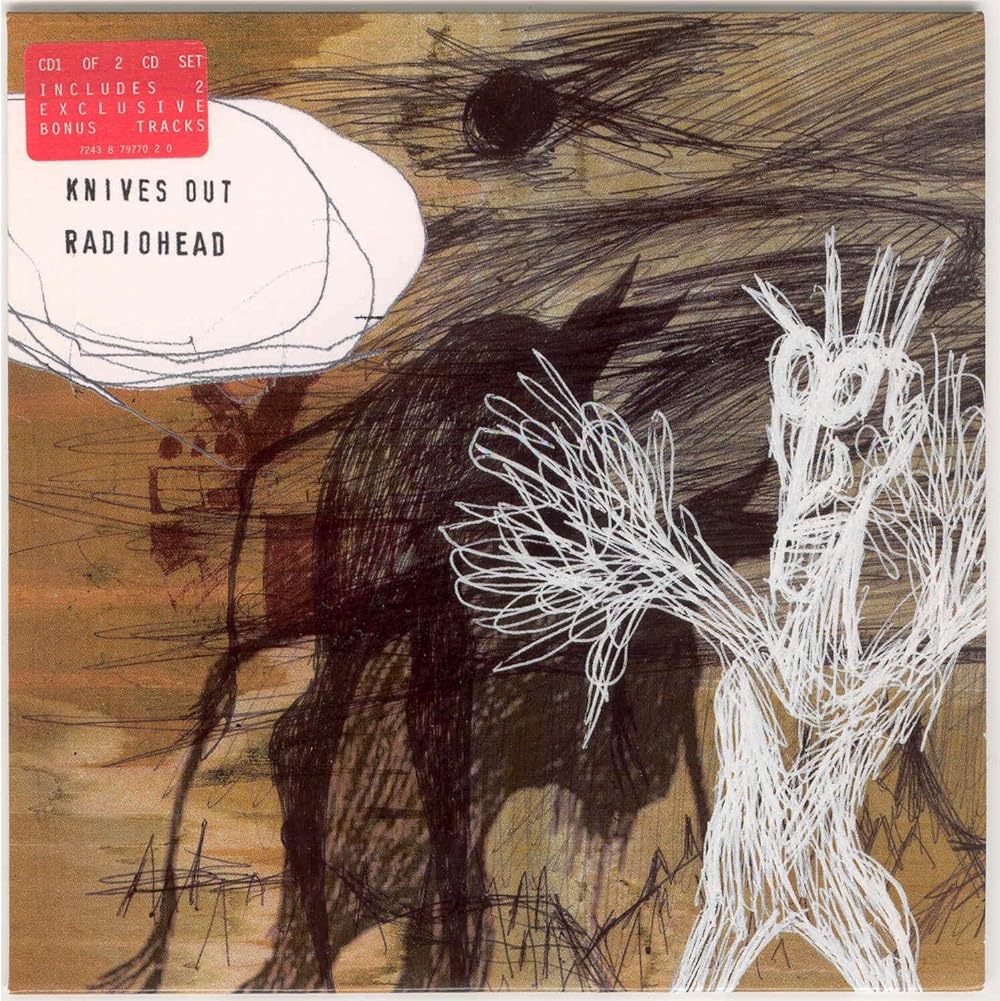 CD1 OF 2 CD SET
INCLUDES 2
EXCLUSIVE
BONUS TRACKS
7243 8 79770 2 0
KNIVES OUT
RADIOHEAD